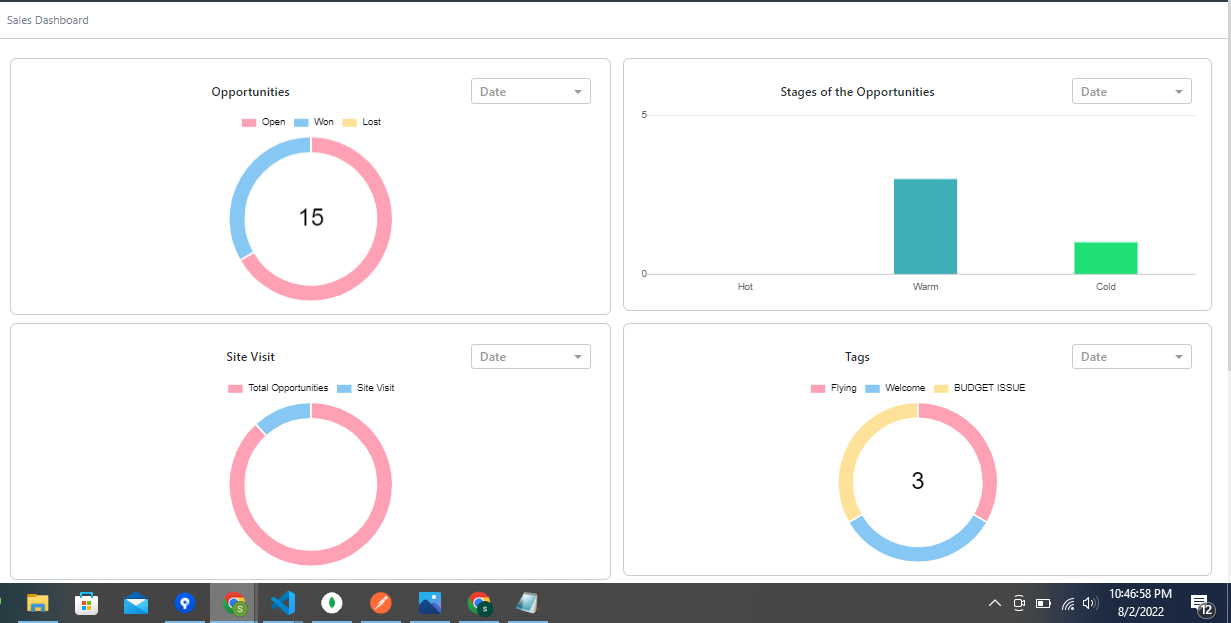 Sales Dashboard
Opportunities
Date
Open Won Lost
15
Stages of the Opportunities
Date
5
0
Hot Warm Cold
Site Visit
Date
Total Opportunities Site Visit
Tags
Date
Flying Welcome BUDGET ISSUE
3
S
S
10:46:58 PM
8/2/2022
12